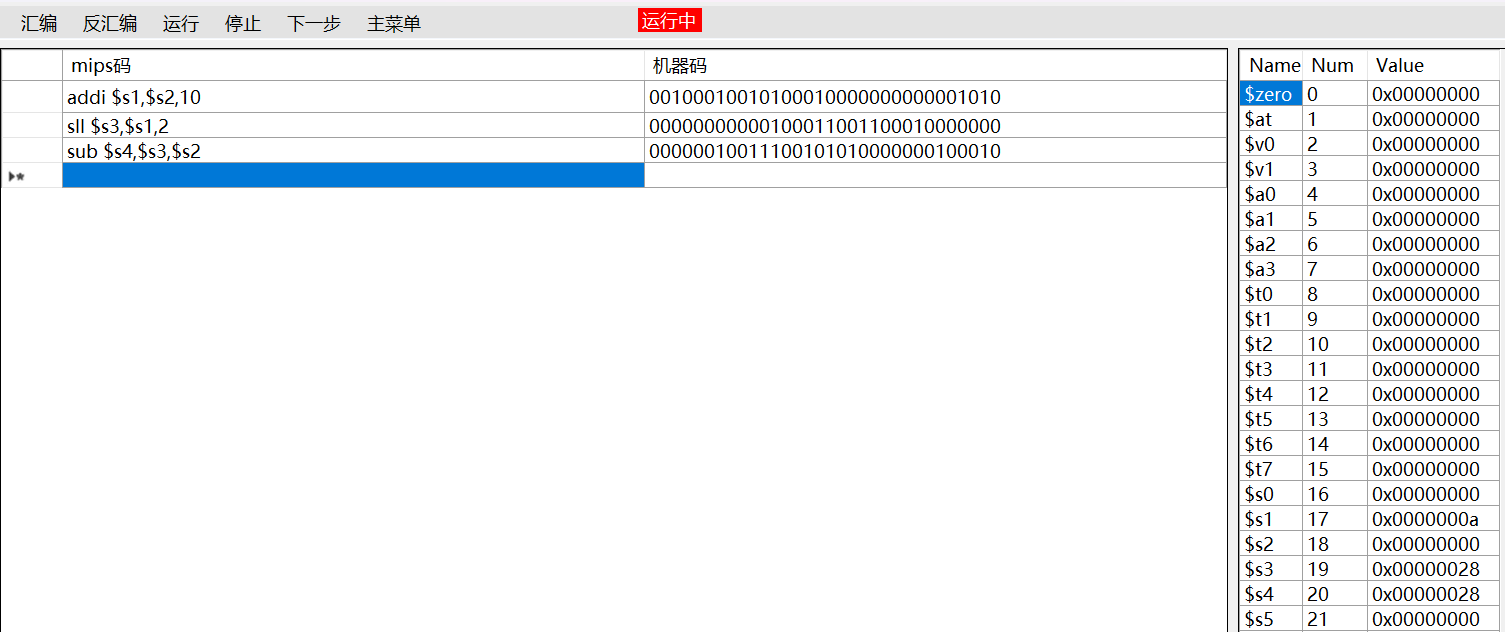 汇编 反汇编 运行 停止 下一步 主菜单 运行中
mips码 机器码
addi $s1,$s2,10 00100010010100010000000000001010
sll $s3,$s1,2 00000000000100011001100010000000
sub $s4,$s3,$s2 00000010011100101010000000100010
Name Num Value
$zero 0 0x00000000
$at 1 0x00000000
$v0 2 0x00000000
$v1 3 0x00000000
$a0 4 0x00000000
$a1 5 0x00000000
$a2 6 0x00000000
$a3 7 0x00000000
$t0 8 0x00000000
$t1 9 0x00000000
$t2 10 0x00000000
$t3 11 0x00000000
$t4 12 0x00000000
$t5 13 0x00000000
$t6 14 0x00000000
$t7 15 0x00000000
$s0 16 0x00000000
$s1 17 0x0000000a
$s2 18 0x00000000
$s3 19 0x00000028
$s4 20 0x00000028
$s5 21 0x00000000